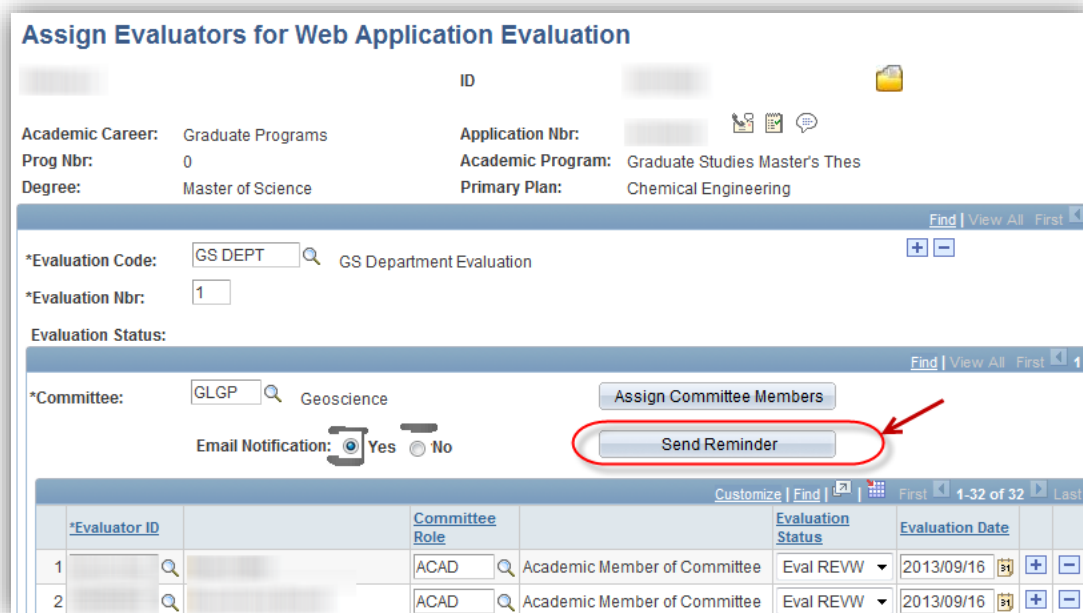 Assign Evaluators for Web Application Evaluation
ID
Academic Career: Graduate Programs Application Nbr:
Prog Nbr: 0 Academic Program: Graduate Studies Master's Thes
Degree: Master of Science Primary Plan: Chemical Engineering
Find | View All First
*Evaluation Code: GS DEPT GS Department Evaluation
*Evaluation Nbr: 1
Evaluation Status:
Find | View All First 1
*Committee: GLGP Geoscience Assign Committee Members
Email Notification: Yes No Send Reminder
Customize | Find | | First 1-32 of 32 Last
*Evaluator ID Committee Role Evaluation Status Evaluation Date
1 ACAD Academic Member of Committee Eval REVW 2013/09/16 31
2 ACAD Academic Member of Committee Eval REVW 2013/09/16 31